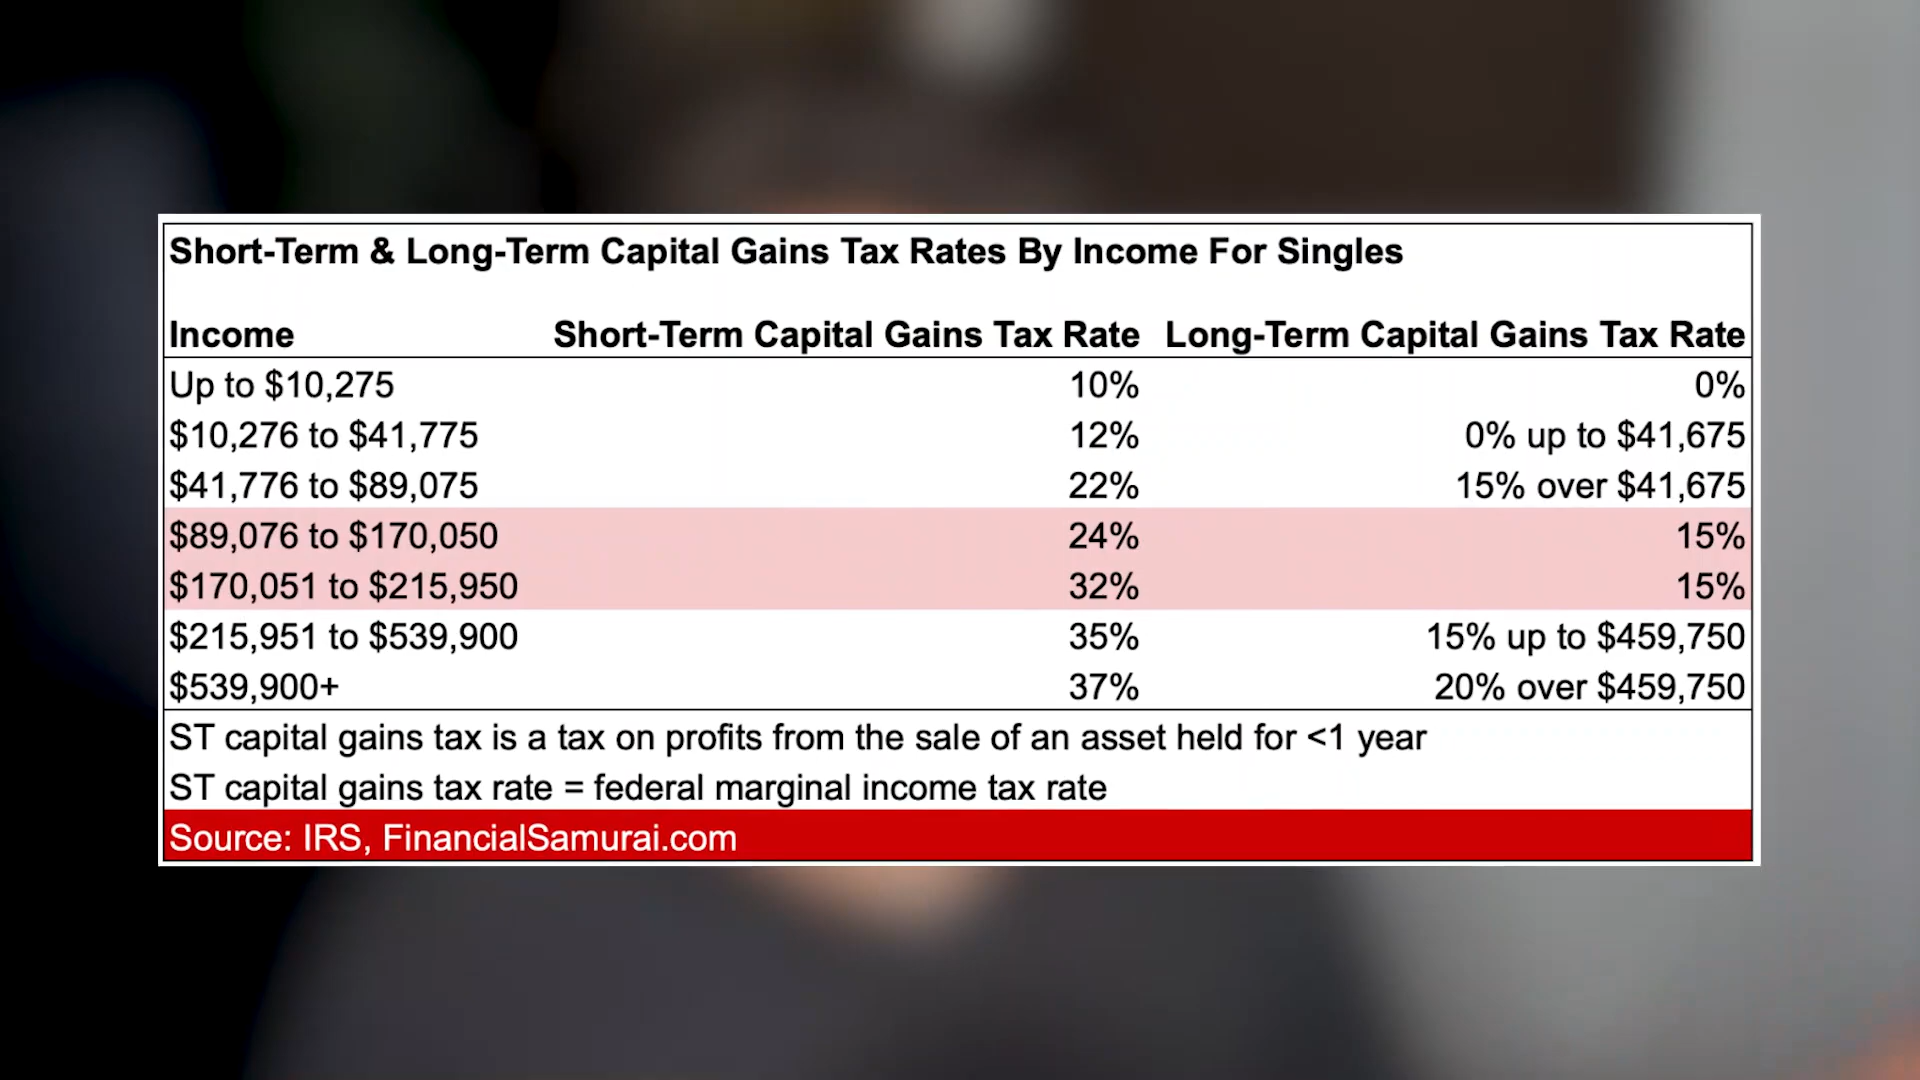 Short-Term & Long-Term Capital Gains Tax Rates By Income For Singles
Income Short-Term Capital Gains Tax Rate Long-Term Capital Gains Tax Rate
Up to $10,275 10% 0%
$10,276 to $41,775 12% 0% up to $41,675
$41,776 to $89,075 22% 15% over $41,675
$89,076 to $170,050 24% 15%
$170,051 to $215,950 32% 15%
$215,951 to $539,900 35% 15% up to $459,750
$539,900+ 37% 20% over $459,750
ST capital gains tax is a tax on profits from the sale of an asset held for <1 year
ST capital gains tax rate = federal marginal income tax rate
Source: IRS, FinancialSamurai.com